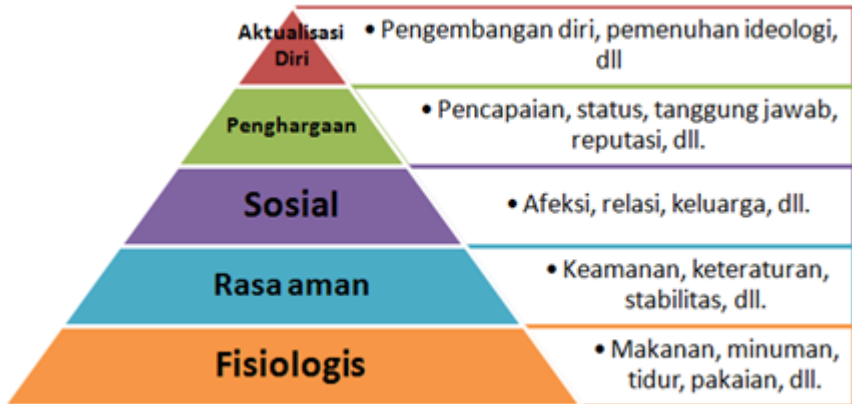 Aktualisasi
Diri
• Pengembangan diri, pemenuhan ideologi,
dll
Penghargaan
• Pencapaian, status, tanggung jawab,
reputasi, dll.
Sosial
• Afeksi, relasi, keluarga, dll.
Rasa aman
• Keamanan, keteraturan,
stabilitas, dll.
Fisiologis
• Makanan, minuman,
tidur, pakaian, dll.